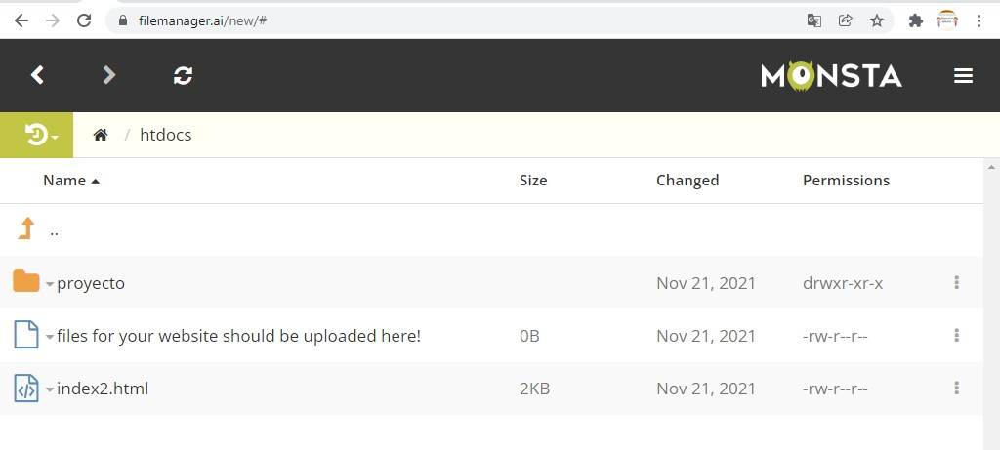 filemanager.ai/new/#
MONSTA
/ htdocs
Name Size Changed Permissions
..
proyecto Nov 21, 2021 drwxr-xr-x
files for your website should be uploaded here! 0B Nov 21, 2021 -rw-r--r--
index2.html 2KB Nov 21, 2021 -rw-r--r--